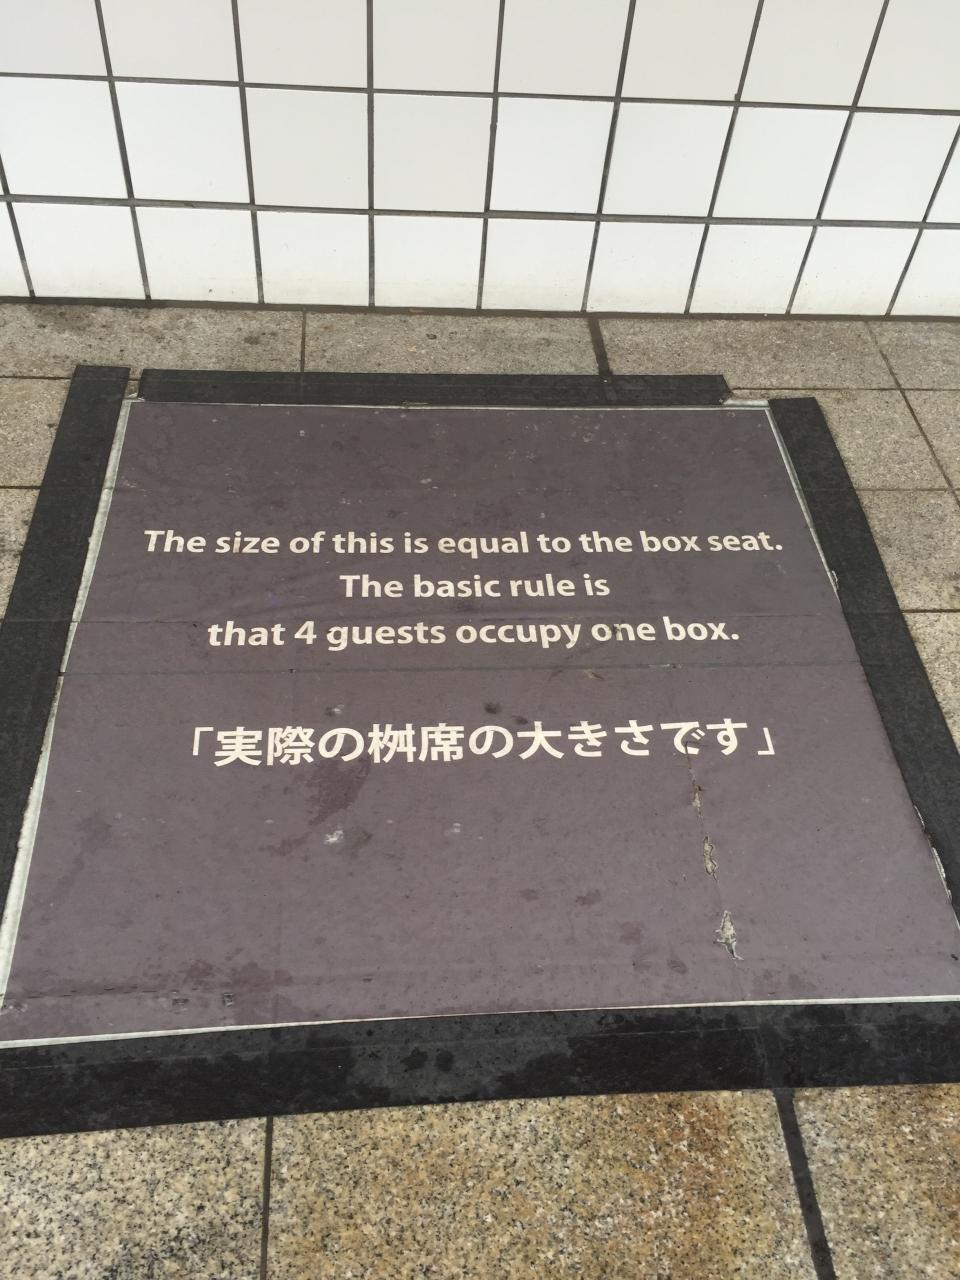 The size of this is equal to the box seat.
The basic rule is
that 4 guests occupy one box.
「実際の桝席の大きさです」